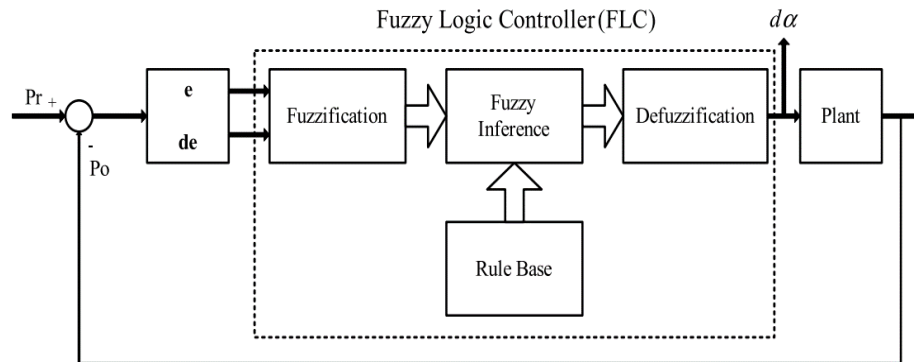 Fuzzy Logic Controller (FLC)
dα
Pr +
-
Po
e
de
Fuzzification
Fuzzy
Inference
Defuzzification
Plant
Rule Base